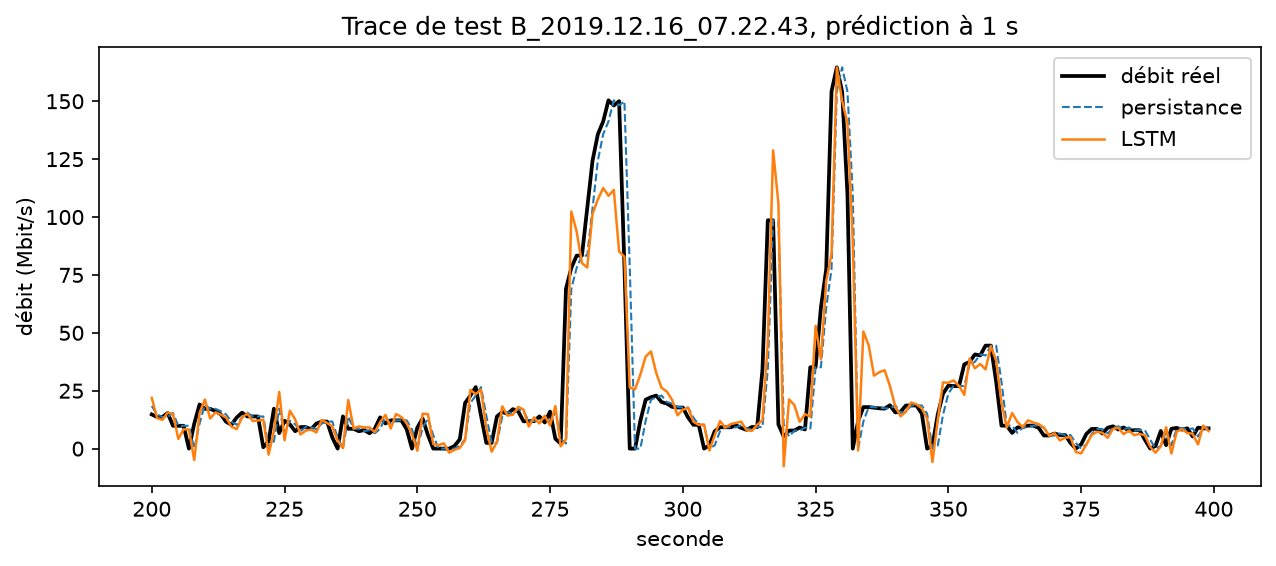 Trace de test B_2019.12.16_07.22.43, prédiction à 1 s
débit réel
persistance
LSTM
débit (Mbit/s)
150
125
100
75
50
25
0
200 225 250 275 300 325 350 375 400
seconde